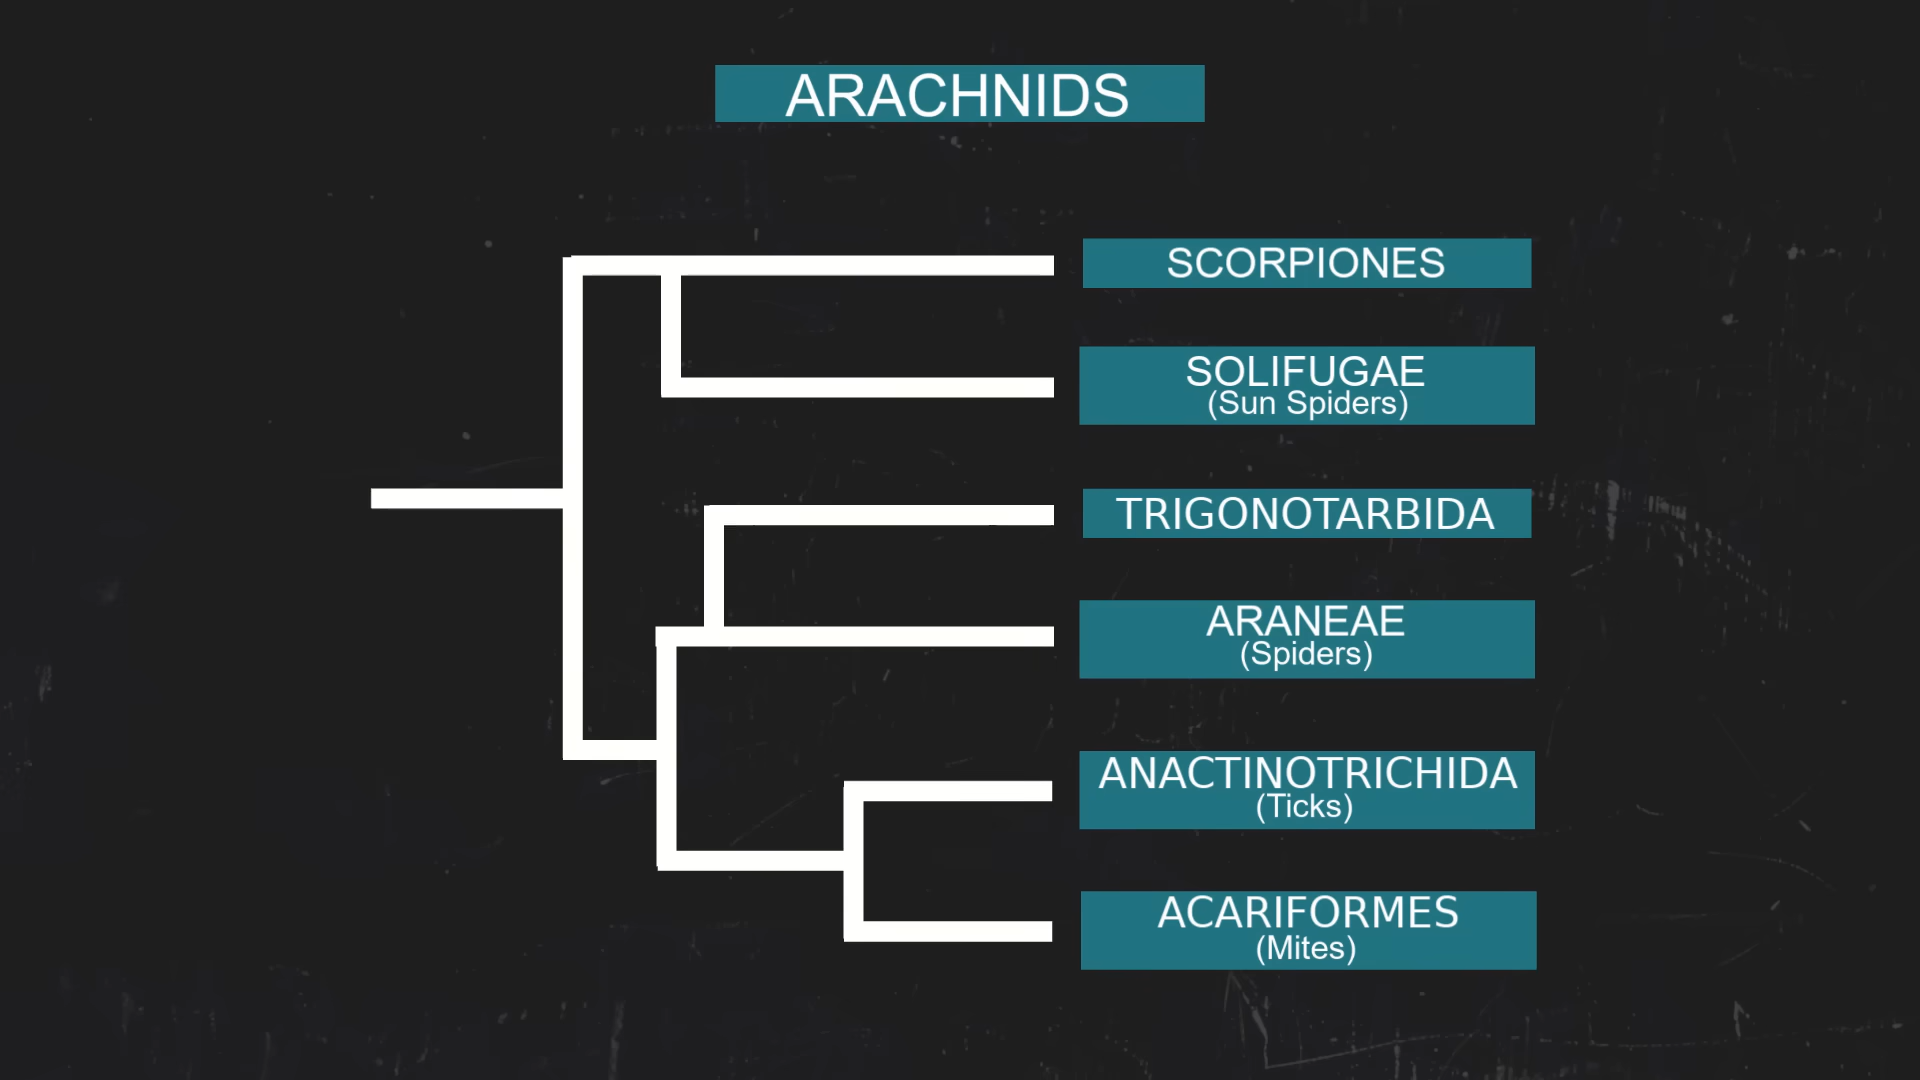 ARACHNIDS
SCORPIONES
SOLIFUGAE
(Sun Spiders)
TRIGONOTARBIDA
ARANEAE
(Spiders)
ANACTINOTRICHIDA
(Ticks)
ACARIFORMES
(Mites)